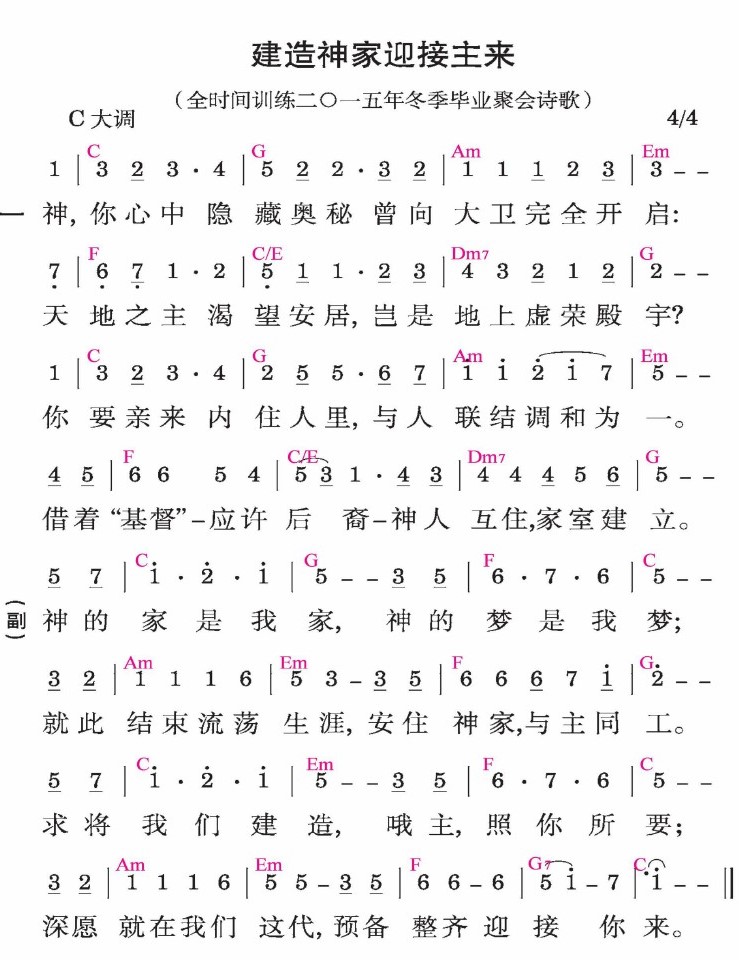 建造神家迎接主来
（全时间训练二〇一五年冬季毕业聚会诗歌）
C 大调 4/4
C G Am Em
1 | 3 2 3 · 4 | 5 2 2 · 3 2 | 1 1 1 2 3 | 3 - -
一 神, 你心中 隐 藏奥秘 曾向 大卫完全开 启:
F C/E Dm7 G
7 | 6 7 1 · 2 | 5 1 1 · 2 3 | 4 3 2 1 2 | 2 - -
天 地之主 渴 望安居, 岂是 地上虚荣殿 宇?
C G Am Em
1 | 3 2 3 · 4 | 2 5 5 · 6 7 | 1 1 2 1 7 | 5 - -
你 要亲来 内 住人里, 与人 联结调和为 一。
F C/E Dm7 G
4 5 | 6 6 5 4 | 5 3 1 · 4 3 | 4 4 4 5 6 | 5 - -
借着 “基督”–应许 后 裔–神人 互住,家室建 立。
C G F C
5 7 | 1 · 2 · 1 | 5 - - 3 5 | 6 · 7 · 6 | 5 - -
(副) 神的 家 是 我 家, 神的 梦 是 我 梦;
Am Em F G
3 2 | 1 1 1 6 | 5 3 - 3 5 | 6 6 6 7 1 | 2 - -
就此 结束流荡 生涯, 安住 神家,与主同 工。
C G Em F C
5 7 | 1 · 2 · 1 | 5 - - 3 5 | 6 · 7 · 6 | 5 - -
求将 我 们 建 造, 哦主, 照 你 所 要;
Am Em F G7 C
3 2 | 1 1 1 6 | 5 5 - 3 5 | 6 6 - 6 | 5 1 - 7 | 1 - - ‖
深愿 就在我们 这代, 预备 整齐 迎 接 你 来。